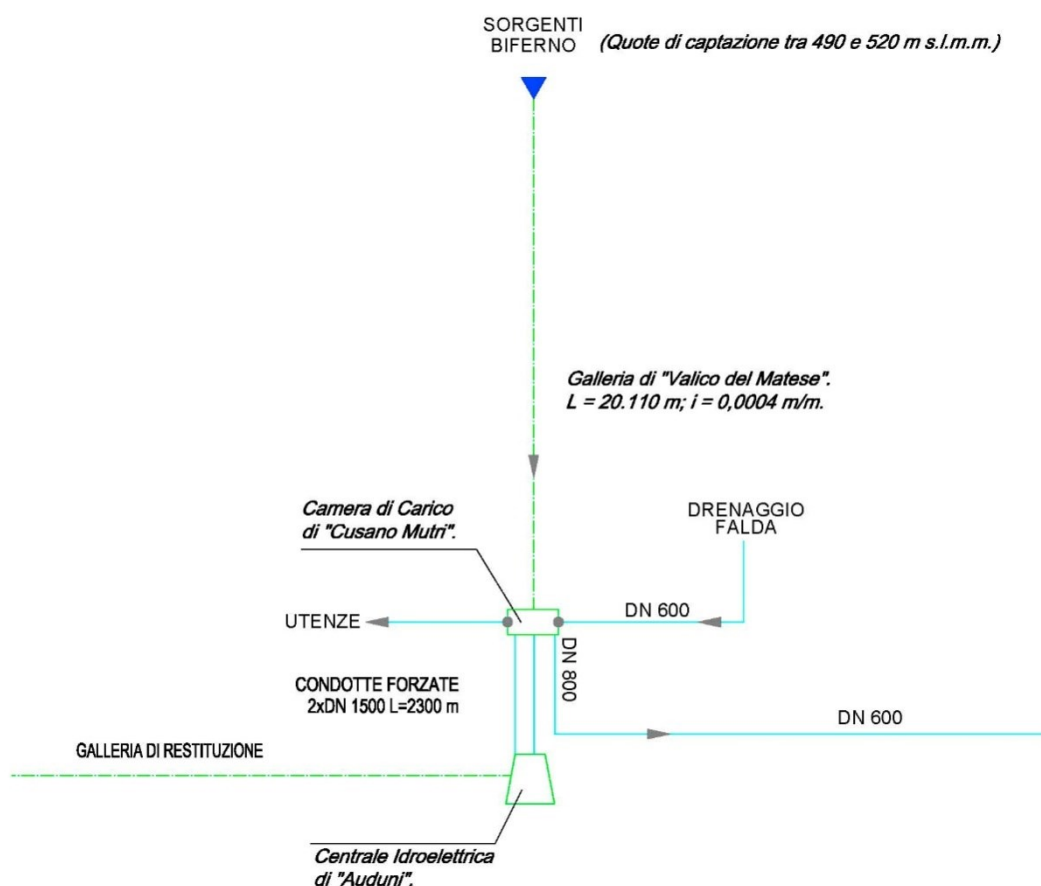 SORGENTI
BIFERNO
(Quote di captazione tra 490 e 520 m s.l.m.m.)
Galleria di "Valico del Matese".
L = 20.110 m; i = 0,0004 m/m.
Camera di Carico
di "Cusano Mutri".
DRENAGGIO
FALDA
UTENZE
DN 600
DN 800
CONDOTTE FORZATE
2xDN 1500 L=2300 m
DN 600
GALLERIA DI RESTITUZIONE
Centrale Idroelettrica
di "Auduni".